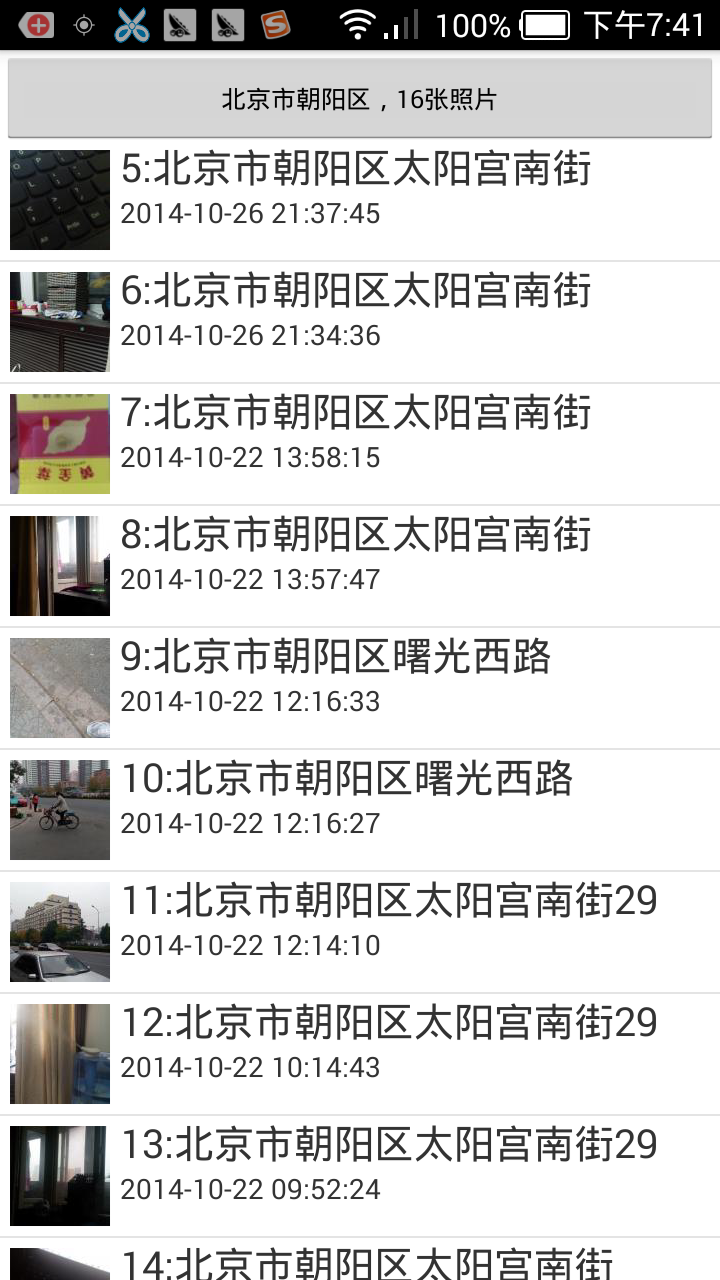 100% 下午7:41
北京市朝阳区，16张照片
5:北京市朝阳区太阳宫南街
2014-10-26 21:37:45
6:北京市朝阳区太阳宫南街
2014-10-26 21:34:36
7:北京市朝阳区太阳宫南街
2014-10-22 13:58:15
8:北京市朝阳区太阳宫南街
2014-10-22 13:57:47
9:北京市朝阳区曙光西路
2014-10-22 12:16:33
10:北京市朝阳区曙光西路
2014-10-22 12:16:27
11:北京市朝阳区太阳宫南街29
2014-10-22 12:14:10
12:北京市朝阳区太阳宫南街29
2014-10-22 10:14:43
13:北京市朝阳区太阳宫南街29
2014-10-22 09:52:24
14:北京市朝阳区太阳宫南街